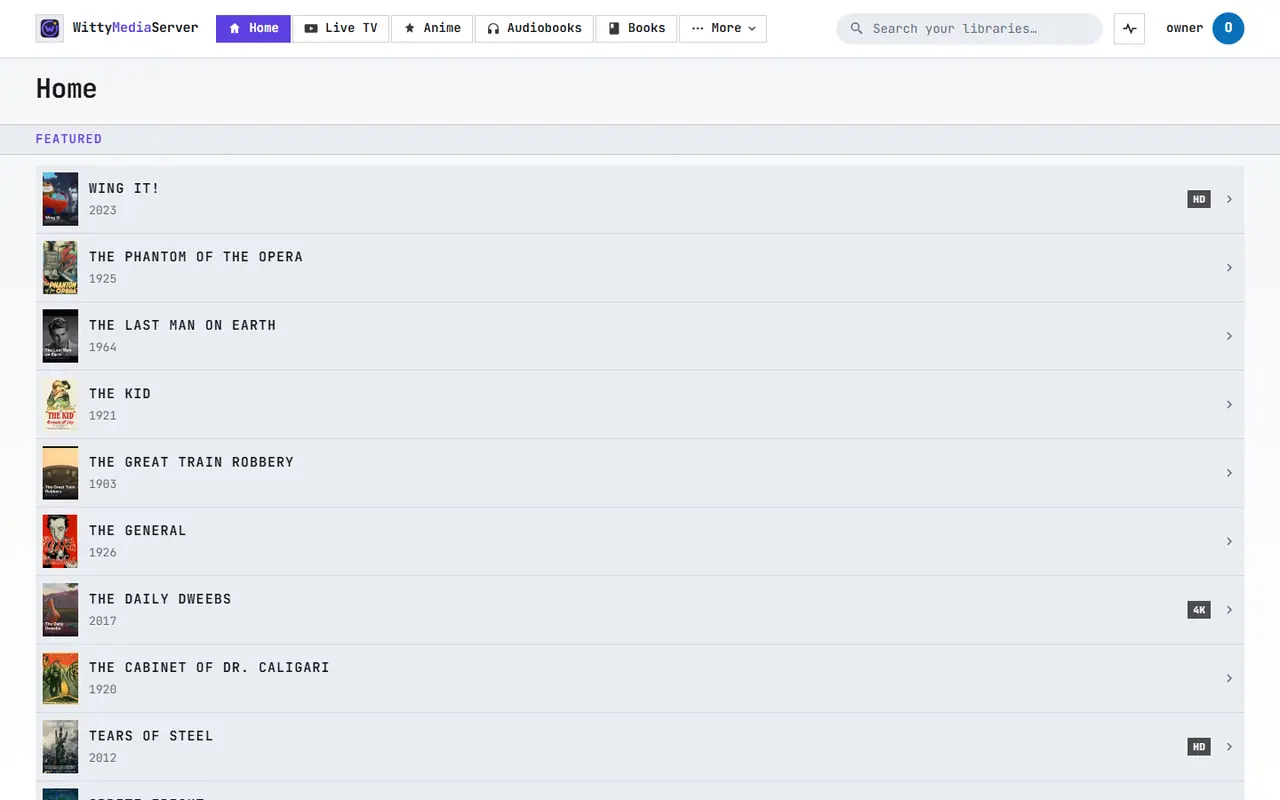 WittyMediaServer
Home
Live TV
Anime
Audiobooks
Books
More
Search your libraries…
owner
O
Home
FEATURED
WING IT!
2023
HD
THE PHANTOM OF THE OPERA
1925
THE LAST MAN ON EARTH
1964
THE KID
1921
THE GREAT TRAIN ROBBERY
1903
THE GENERAL
1926
THE DAILY DWEEBS
2017
4K
THE CABINET OF DR. CALIGARI
1920
TEARS OF STEEL
2012
HD